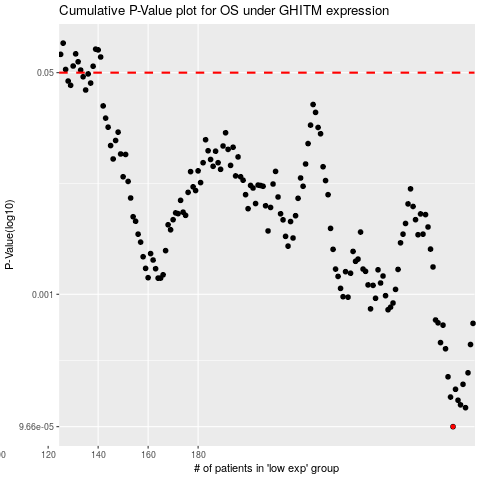 Cumulative P-Value plot for OS under GHITM expression
P-Value(log10)
0.05
0.001
9.66e-05
00 120 140 160 180
# of patients in 'low exp' group